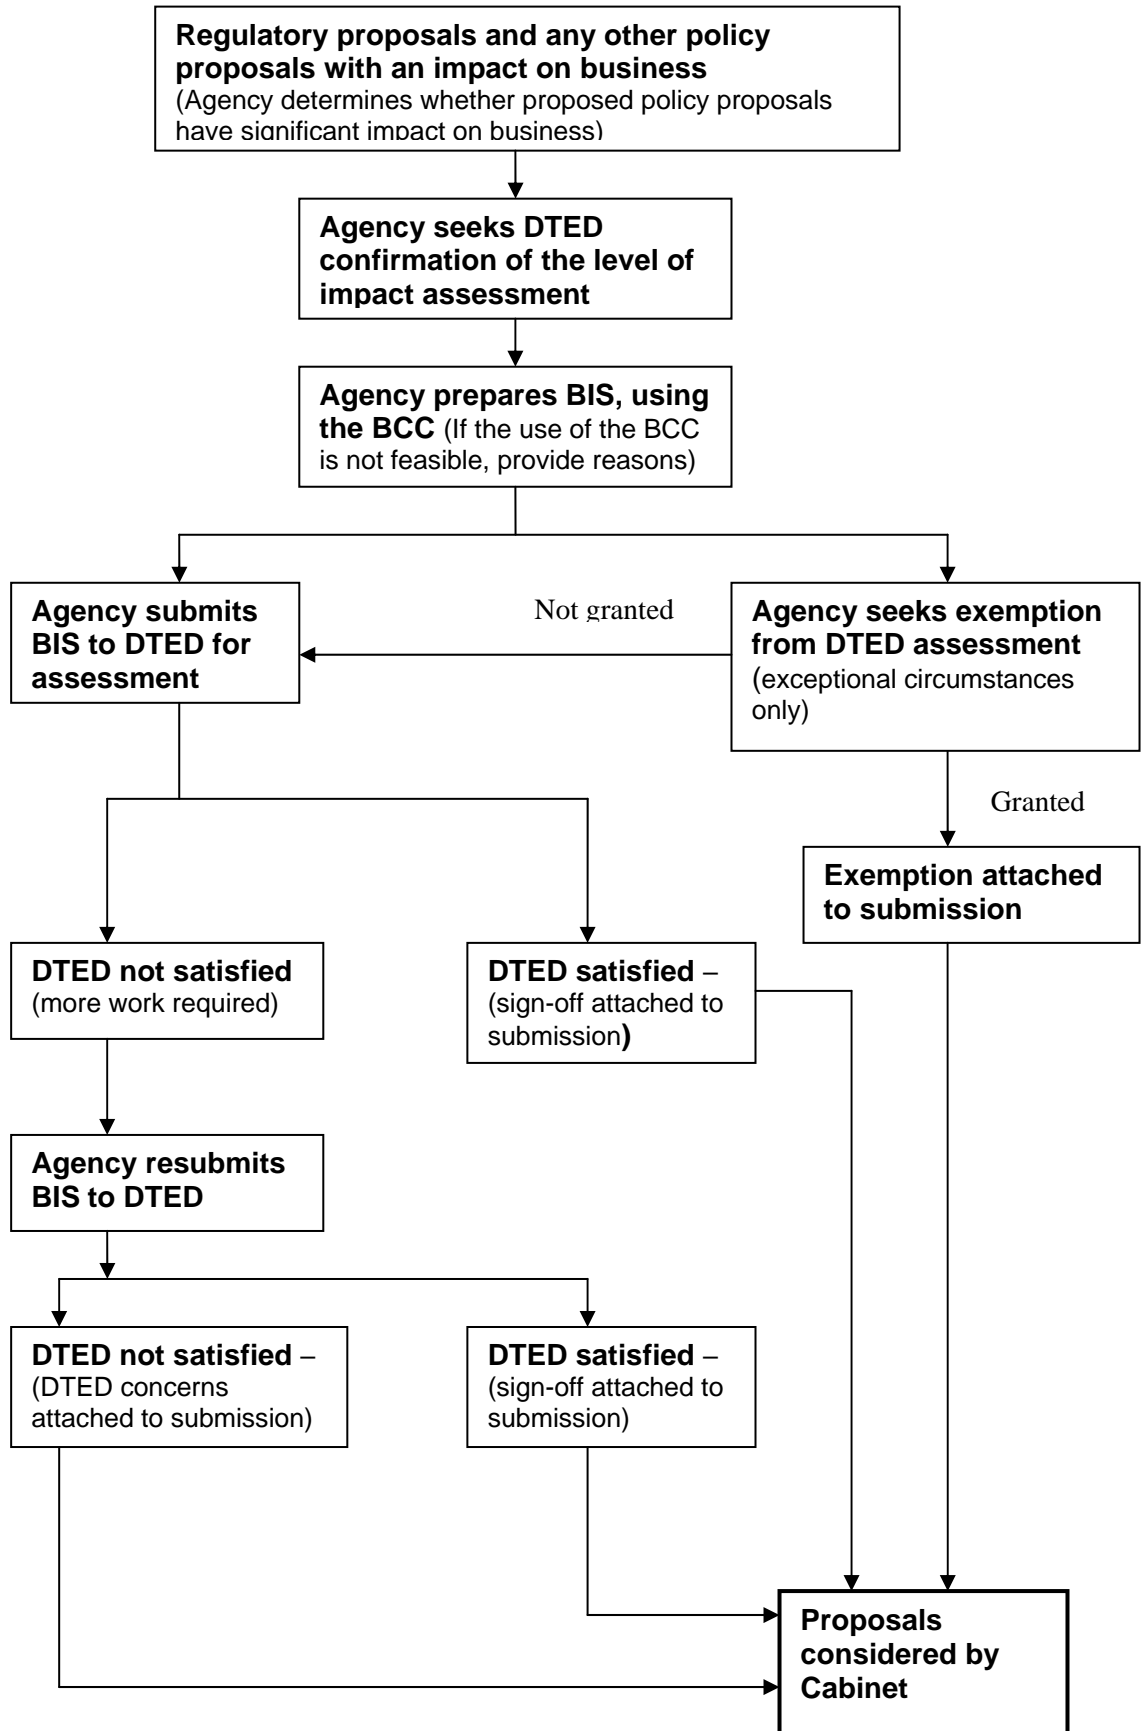 Regulatory proposals and any other policy
proposals with an impact on business
(Agency determines whether proposed policy proposals
have significant impact on business)
Agency seeks DTED
confirmation of the level of
impact assessment
Agency prepares BIS, using
the BCC (If the use of the BCC
is not feasible, provide reasons)
Agency submits
BIS to DTED for
assessment
Not granted
Agency seeks exemption
from DTED assessment
(exceptional circumstances
only)
Granted
Exemption attached
to submission
DTED not satisfied
(more work required)
DTED satisfied –
(sign-off attached to
submission)
Agency resubmits
BIS to DTED
DTED not satisfied –
(DTED concerns
attached to submission)
DTED satisfied –
(sign-off attached to
submission)
Proposals
considered by
Cabinet